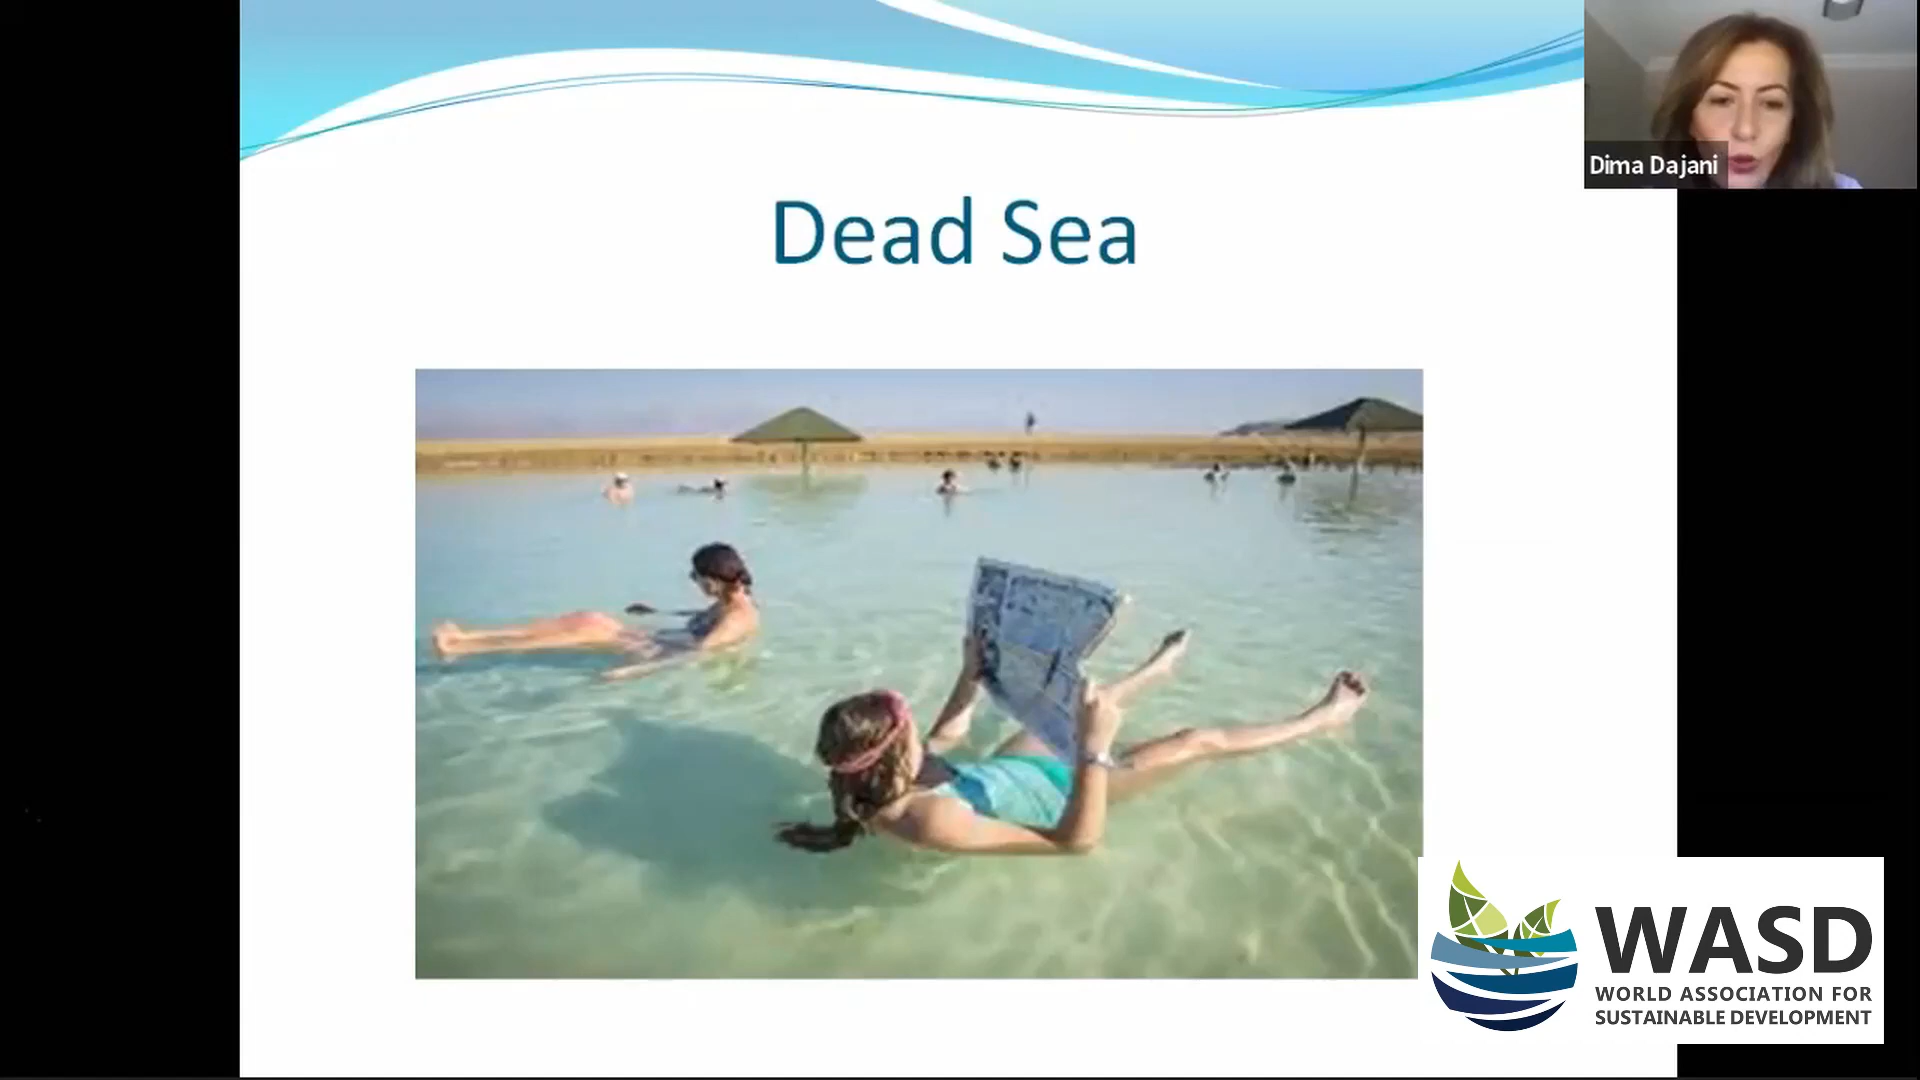 Dima Dajani
Dead Sea
WASD
WORLD ASSOCIATION FOR
SUSTAINABLE DEVELOPMENT